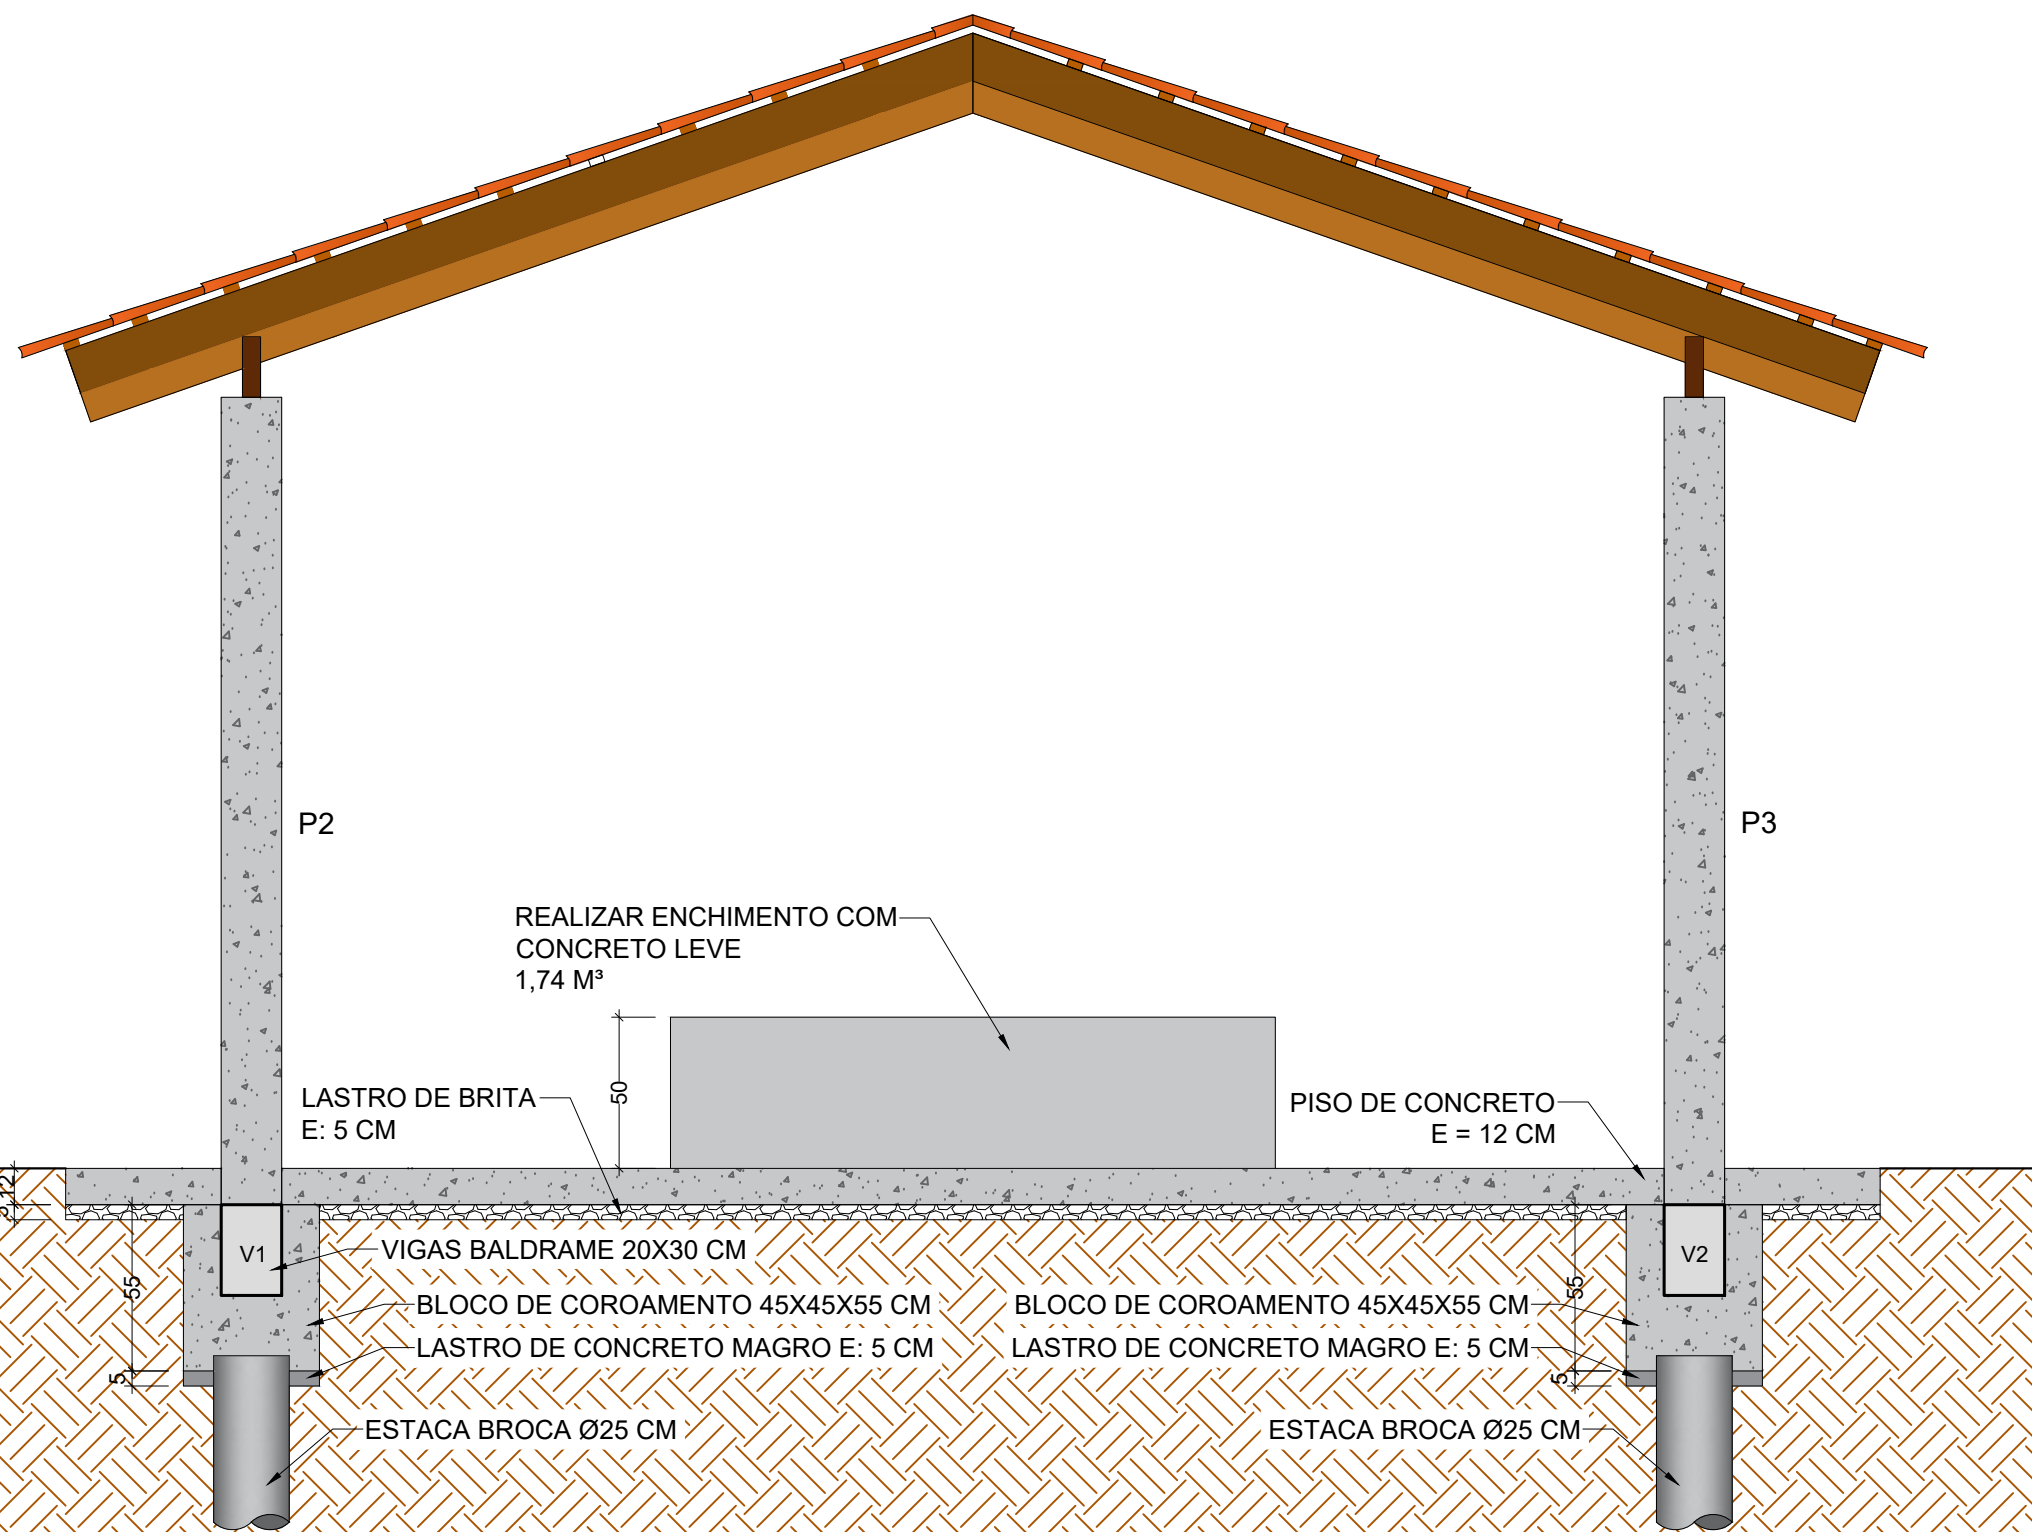 P2
P3
REALIZAR ENCHIMENTO COM
CONCRETO LEVE
1,74 M³
50
LASTRO DE BRITA
E: 5 CM
PISO DE CONCRETO
E = 12 CM
12
5
V1
VIGAS BALDRAME 20X30 CM
V2
55
55
BLOCO DE COROAMENTO 45X45X55 CM
BLOCO DE COROAMENTO 45X45X55 CM
LASTRO DE CONCRETO MAGRO E: 5 CM
LASTRO DE CONCRETO MAGRO E: 5 CM
5
5
ESTACA BROCA Ø25 CM
ESTACA BROCA Ø25 CM